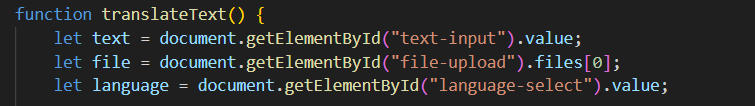 function translateText() {
    let text = document.getElementById("text-input").value;
    let file = document.getElementById("file-upload").files[0];
    let language = document.getElementById("language-select").value;